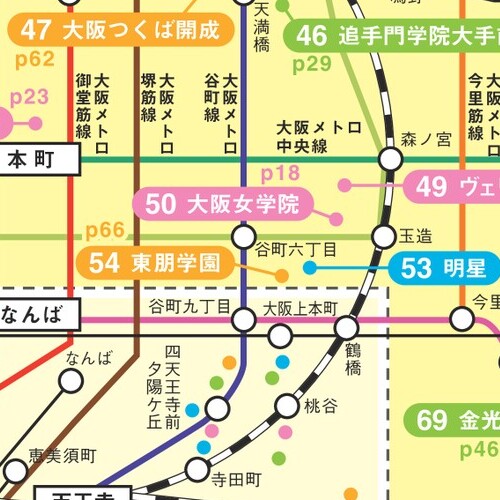 天満橋
47 大阪つくば開成
p62
46 追手門学院大手前
p29
p23
大阪メトロ
御堂筋線
大阪メトロ
堺筋線
大阪メトロ
谷町線
大阪メトロ
中央線
森ノ宮
大阪メトロ
今里筋線
本町
p18
49 ヴェ
50 大阪女学院
p66
谷町六丁目
玉造
54 東朋学園
53 明星
なんば
谷町九丁目
大阪上本町
今里
鶴橋
なんば
四天王寺前
夕陽ケ丘
桃谷
69 金光
p46
恵美須町
寺田町
天王寺